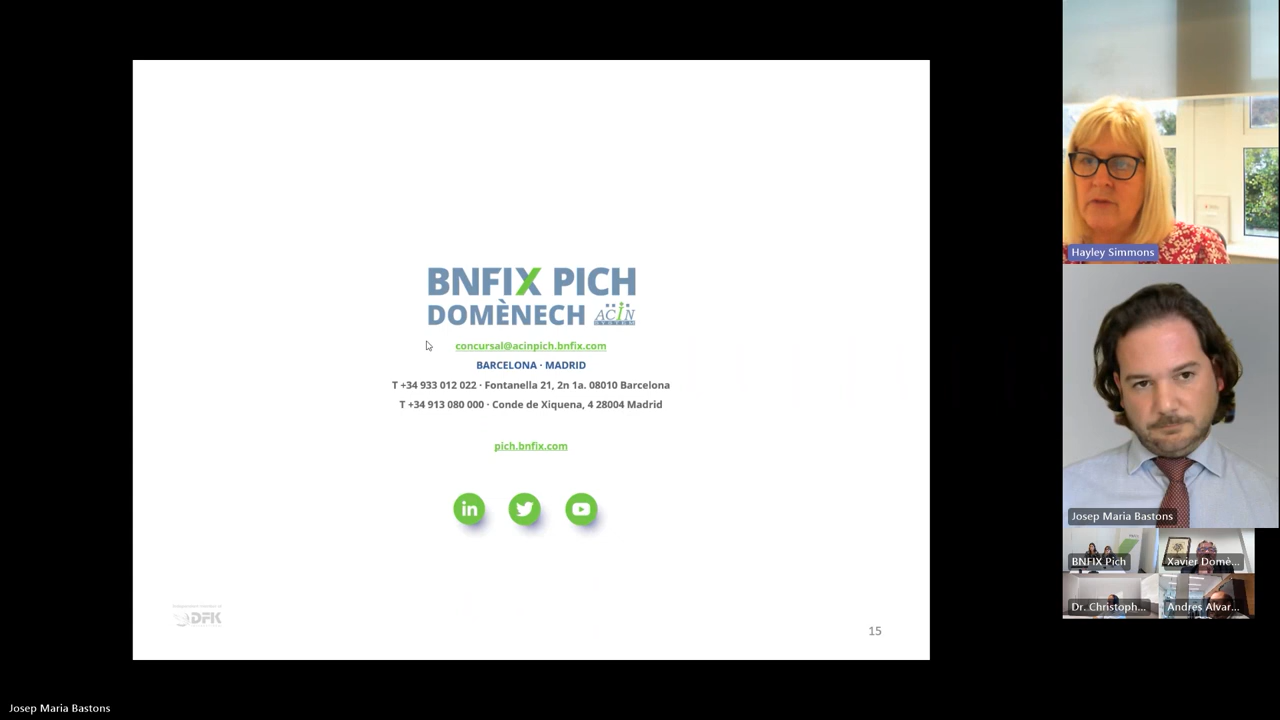 BNFIX PICH
DOMÈNECH ACIN
concursal@acinpich.bnfix.com
BARCELONA · MADRID
T +34 933 012 022 · Fontanella 21, 2n 1a. 08010 Barcelona
T +34 913 080 000 · Conde de Xiquena, 4 28004 Madrid
pich.bnfix.com
in
DFK
15
Hayley Simmons
Josep Maria Bastons
BNFIX Pich
Xavier Domè...
Dr. Christoph...
Andres Alvar...
Josep Maria Bastons